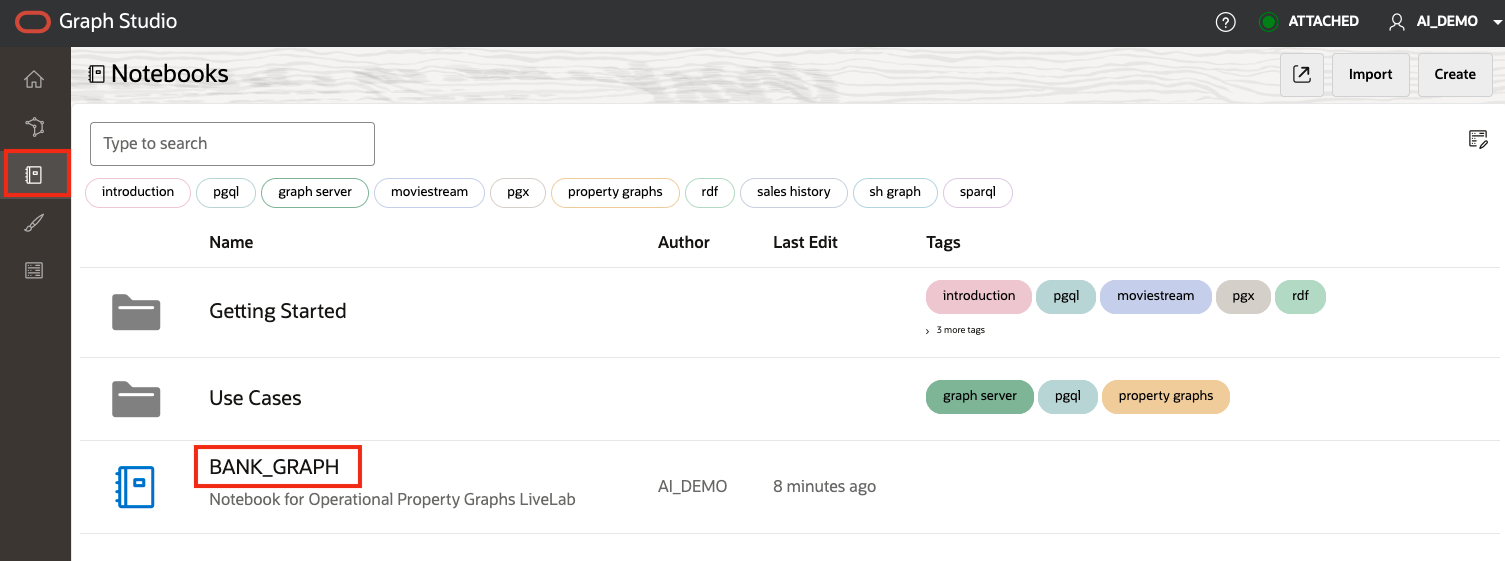 Graph Studio
? ATTACHED AI_DEMO
Notebooks
Import Create
Type to search
introduction pgql graph server moviestream pgx property graphs rdf sales history sh graph sparql
Name Author Last Edit Tags
Getting Started introduction pgql moviestream pgx rdf
› 3 more tags
Use Cases graph server pgql property graphs
BANK_GRAPH
AI_DEMO 8 minutes ago
Notebook for Operational Property Graphs LiveLab